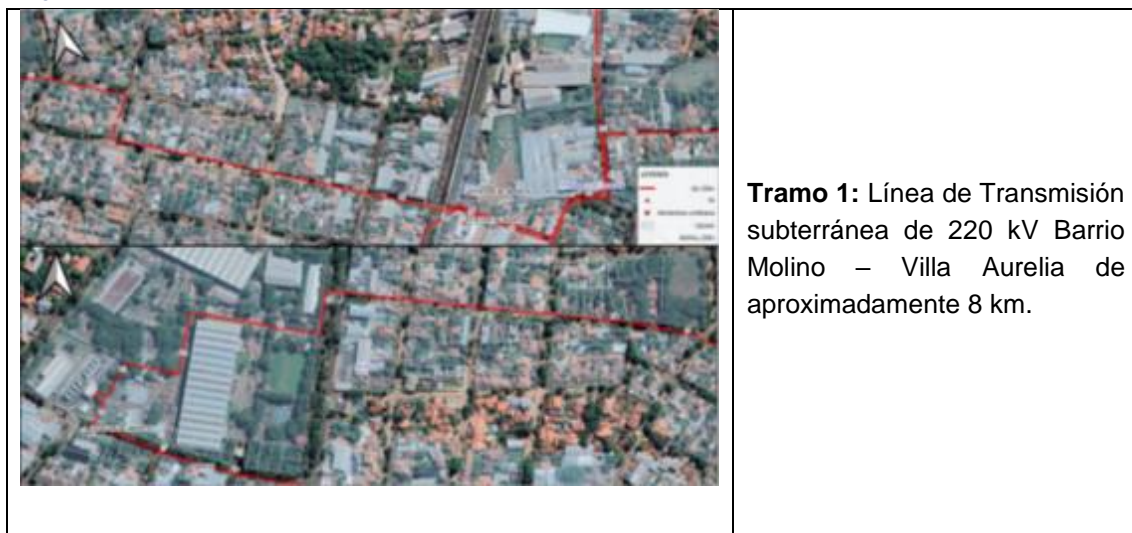 Tramo 1: Línea de Transmisión
subterránea de 220 kV Barrio
Molino – Villa Aurelia de
aproximadamente 8 km.